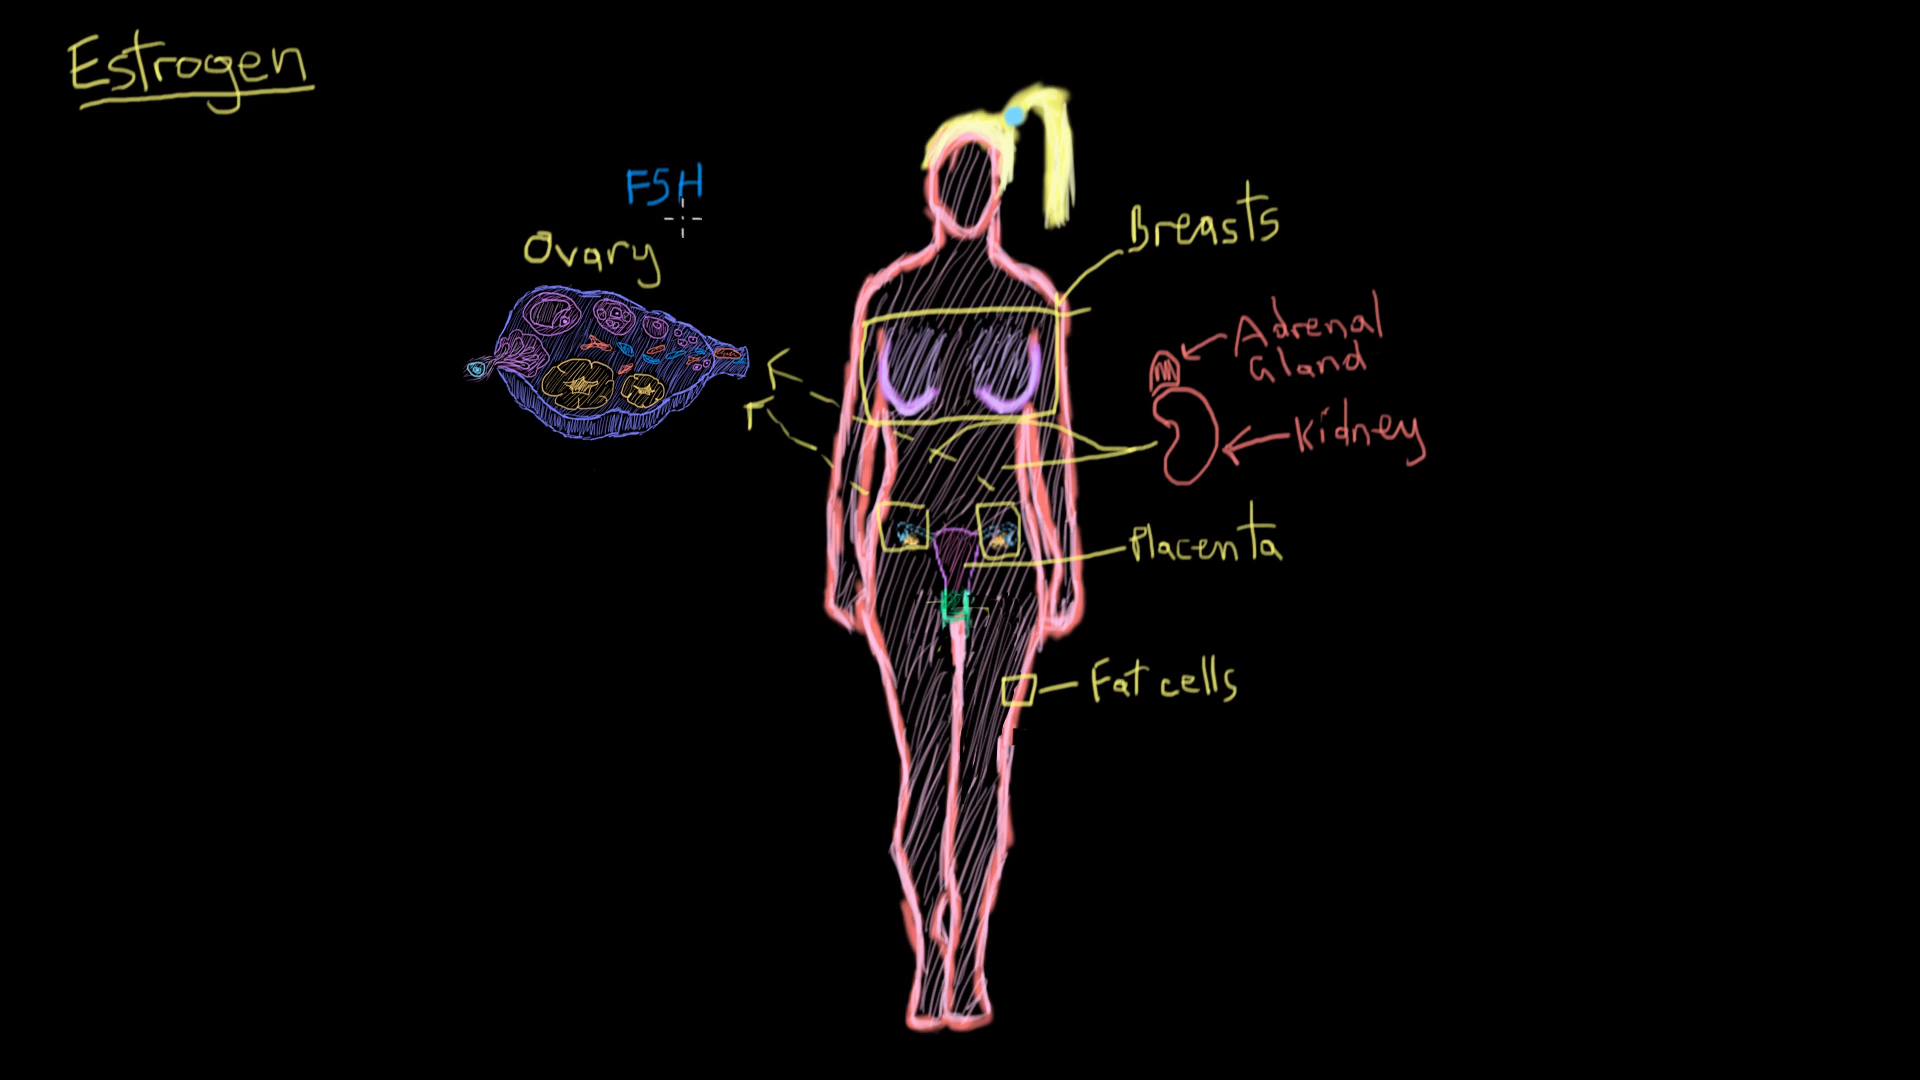 Estrogen
FSH
Ovary
Breasts
Adrenal
Gland
Kidney
Placenta
Fat cells